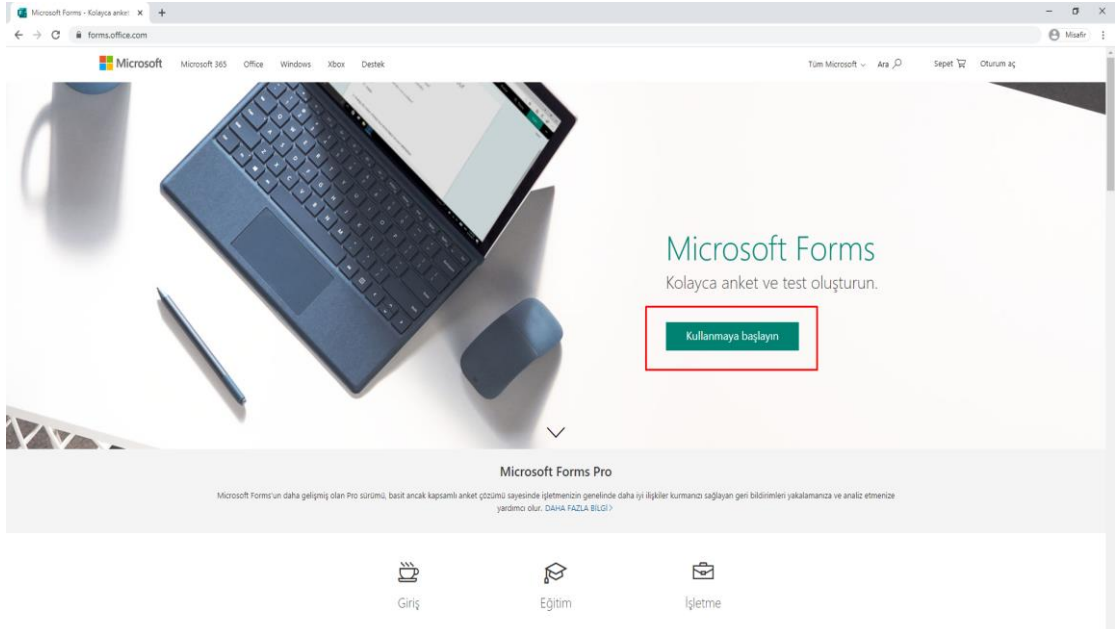 Microsoft Forms - Kolayca anket
forms.office.com
Misafir
Microsoft
Microsoft 365 Office Windows Xbox Destek
Tüm Microsoft Ara Sepet Oturum aç
Microsoft Forms
Kolayca anket ve test oluşturun.
Kullanmaya başlayın
Microsoft Forms Pro
Microsoft Forms'un daha gelişmiş olan Pro sürümü, basit ancak kapsamlı anket çözümü sayesinde işletmenizin genelinde daha iyi ilişkiler kurmanızı sağlayan geri bildirimleri yakalamanıza ve analiz etmenize
yardımcı olur. DAHA FAZLA BİLGİ >
Giriş Eğitim İşletme